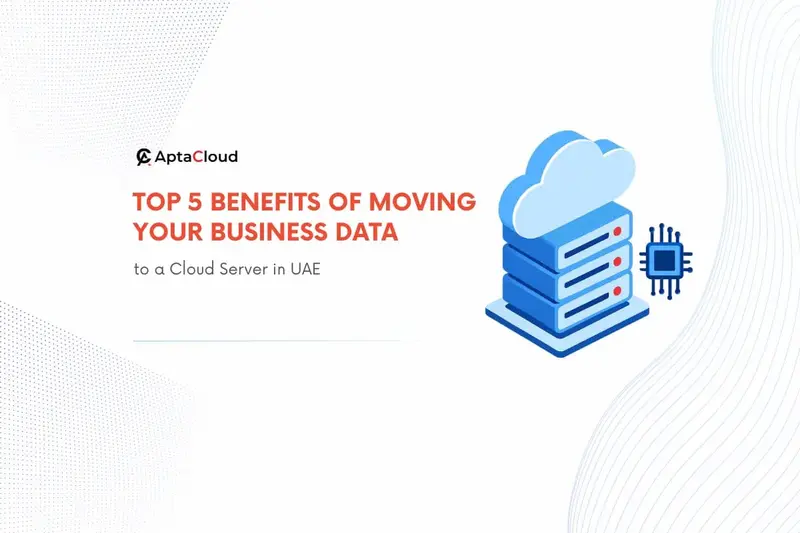 AptaCloud
TOP 5 BENEFITS OF MOVING
YOUR BUSINESS DATA
to a Cloud Server in UAE